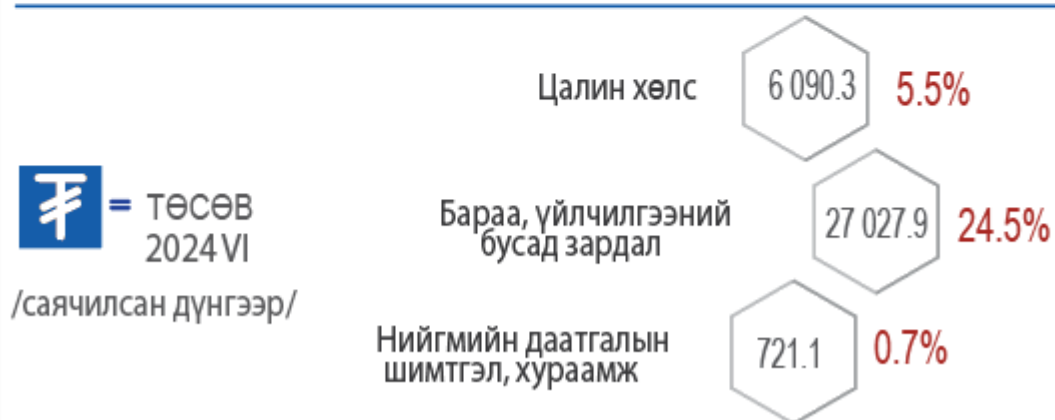 Цалин хөлс
6 090.3
5.5%
₮ = ТӨСӨВ
2024 VI
/саячилсан дүнгээр/
Бараа, үйлчилгээний
бусад зардал
27 027.9
24.5%
Нийгмийн даатгалын
шимтгэл, хураамж
721.1
0.7%